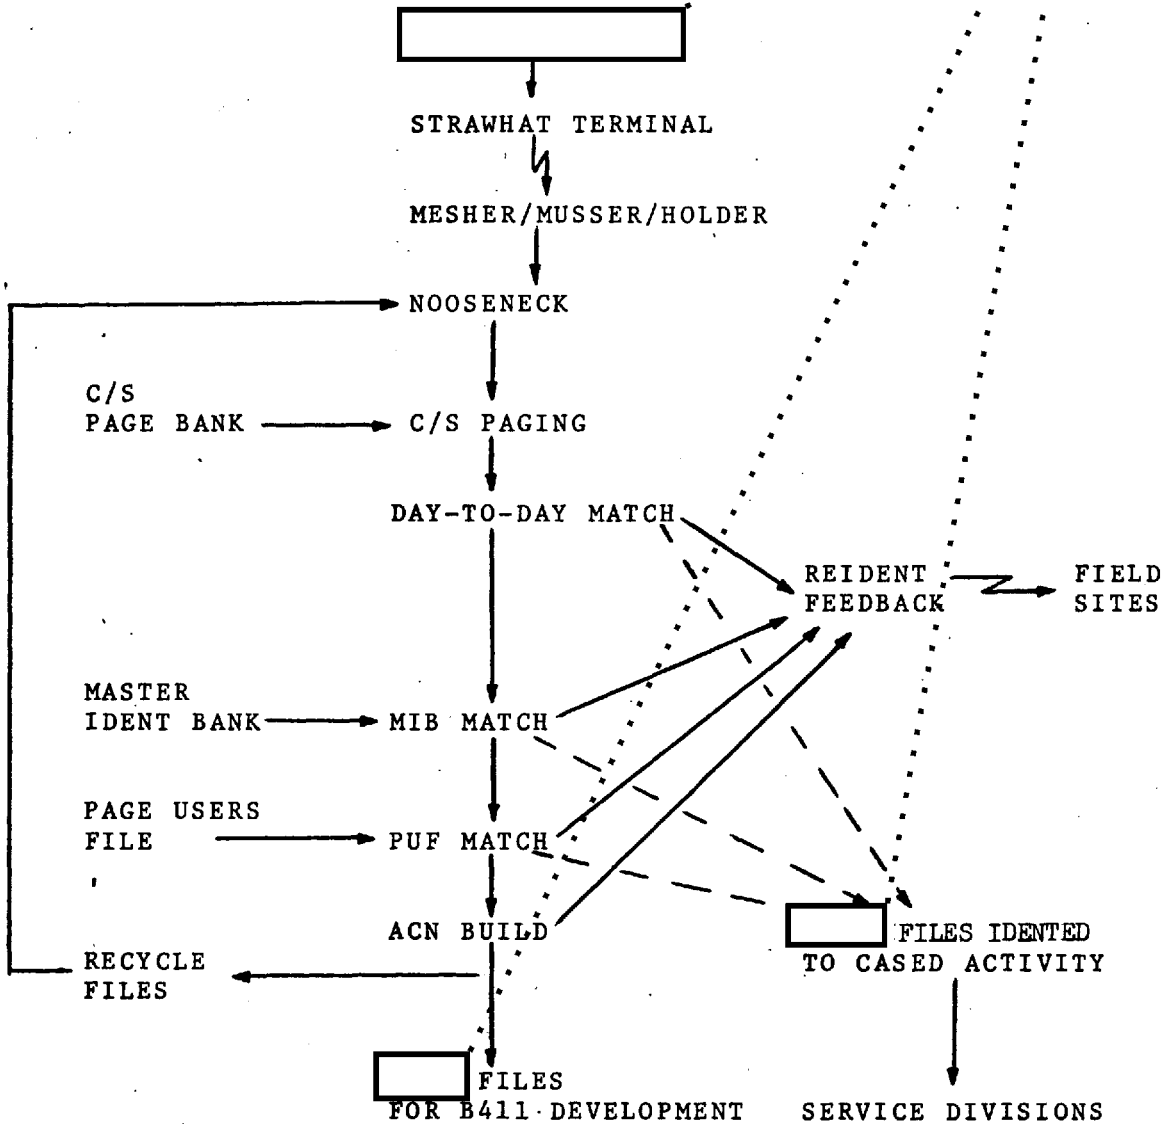 STRAWHAT TERMINAL
MESHER/MUSSER/HOLDER
NOOSENECK
C/S
PAGE BANK
C/S PAGING
DAY-TO-DAY MATCH
REIDENT
FEEDBACK
FIELD
SITES
MASTER
IDENT BANK
MIB MATCH
PAGE USERS
FILE
PUF MATCH
ACN BUILD
RECYCLE
FILES
FILES IDENTED
TO CASED ACTIVITY
FILES
FOR B411 DEVELOPMENT
SERVICE DIVISIONS